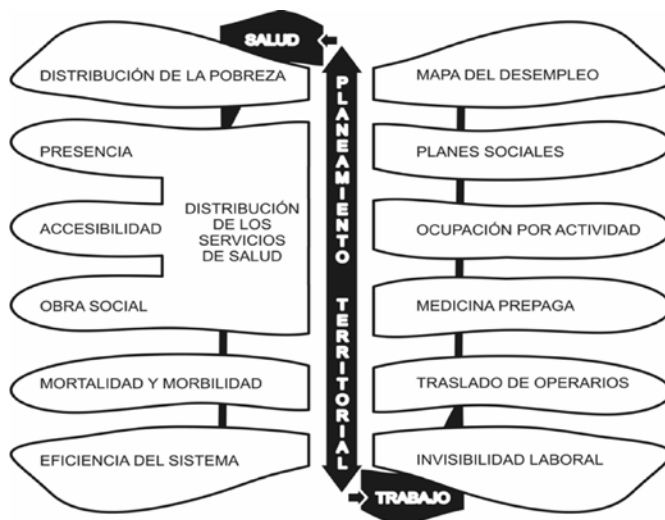 SALUD
DISTRIBUCIÓN DE LA POBREZA
PRESENCIA
ACCESIBILIDAD
OBRA SOCIAL
DISTRIBUCIÓN
DE LOS
SERVICIOS
DE SALUD
MORTALIDAD Y MORBILIDAD
EFICIENCIA DEL SISTEMA
PLANEAMIENTO TERRITORIAL
MAPA DEL DESEMPLEO
PLANES SOCIALES
OCUPACIÓN POR ACTIVIDAD
MEDICINA PREPAGA
TRASLADO DE OPERARIOS
INVISIBILIDAD LABORAL
TRABAJO